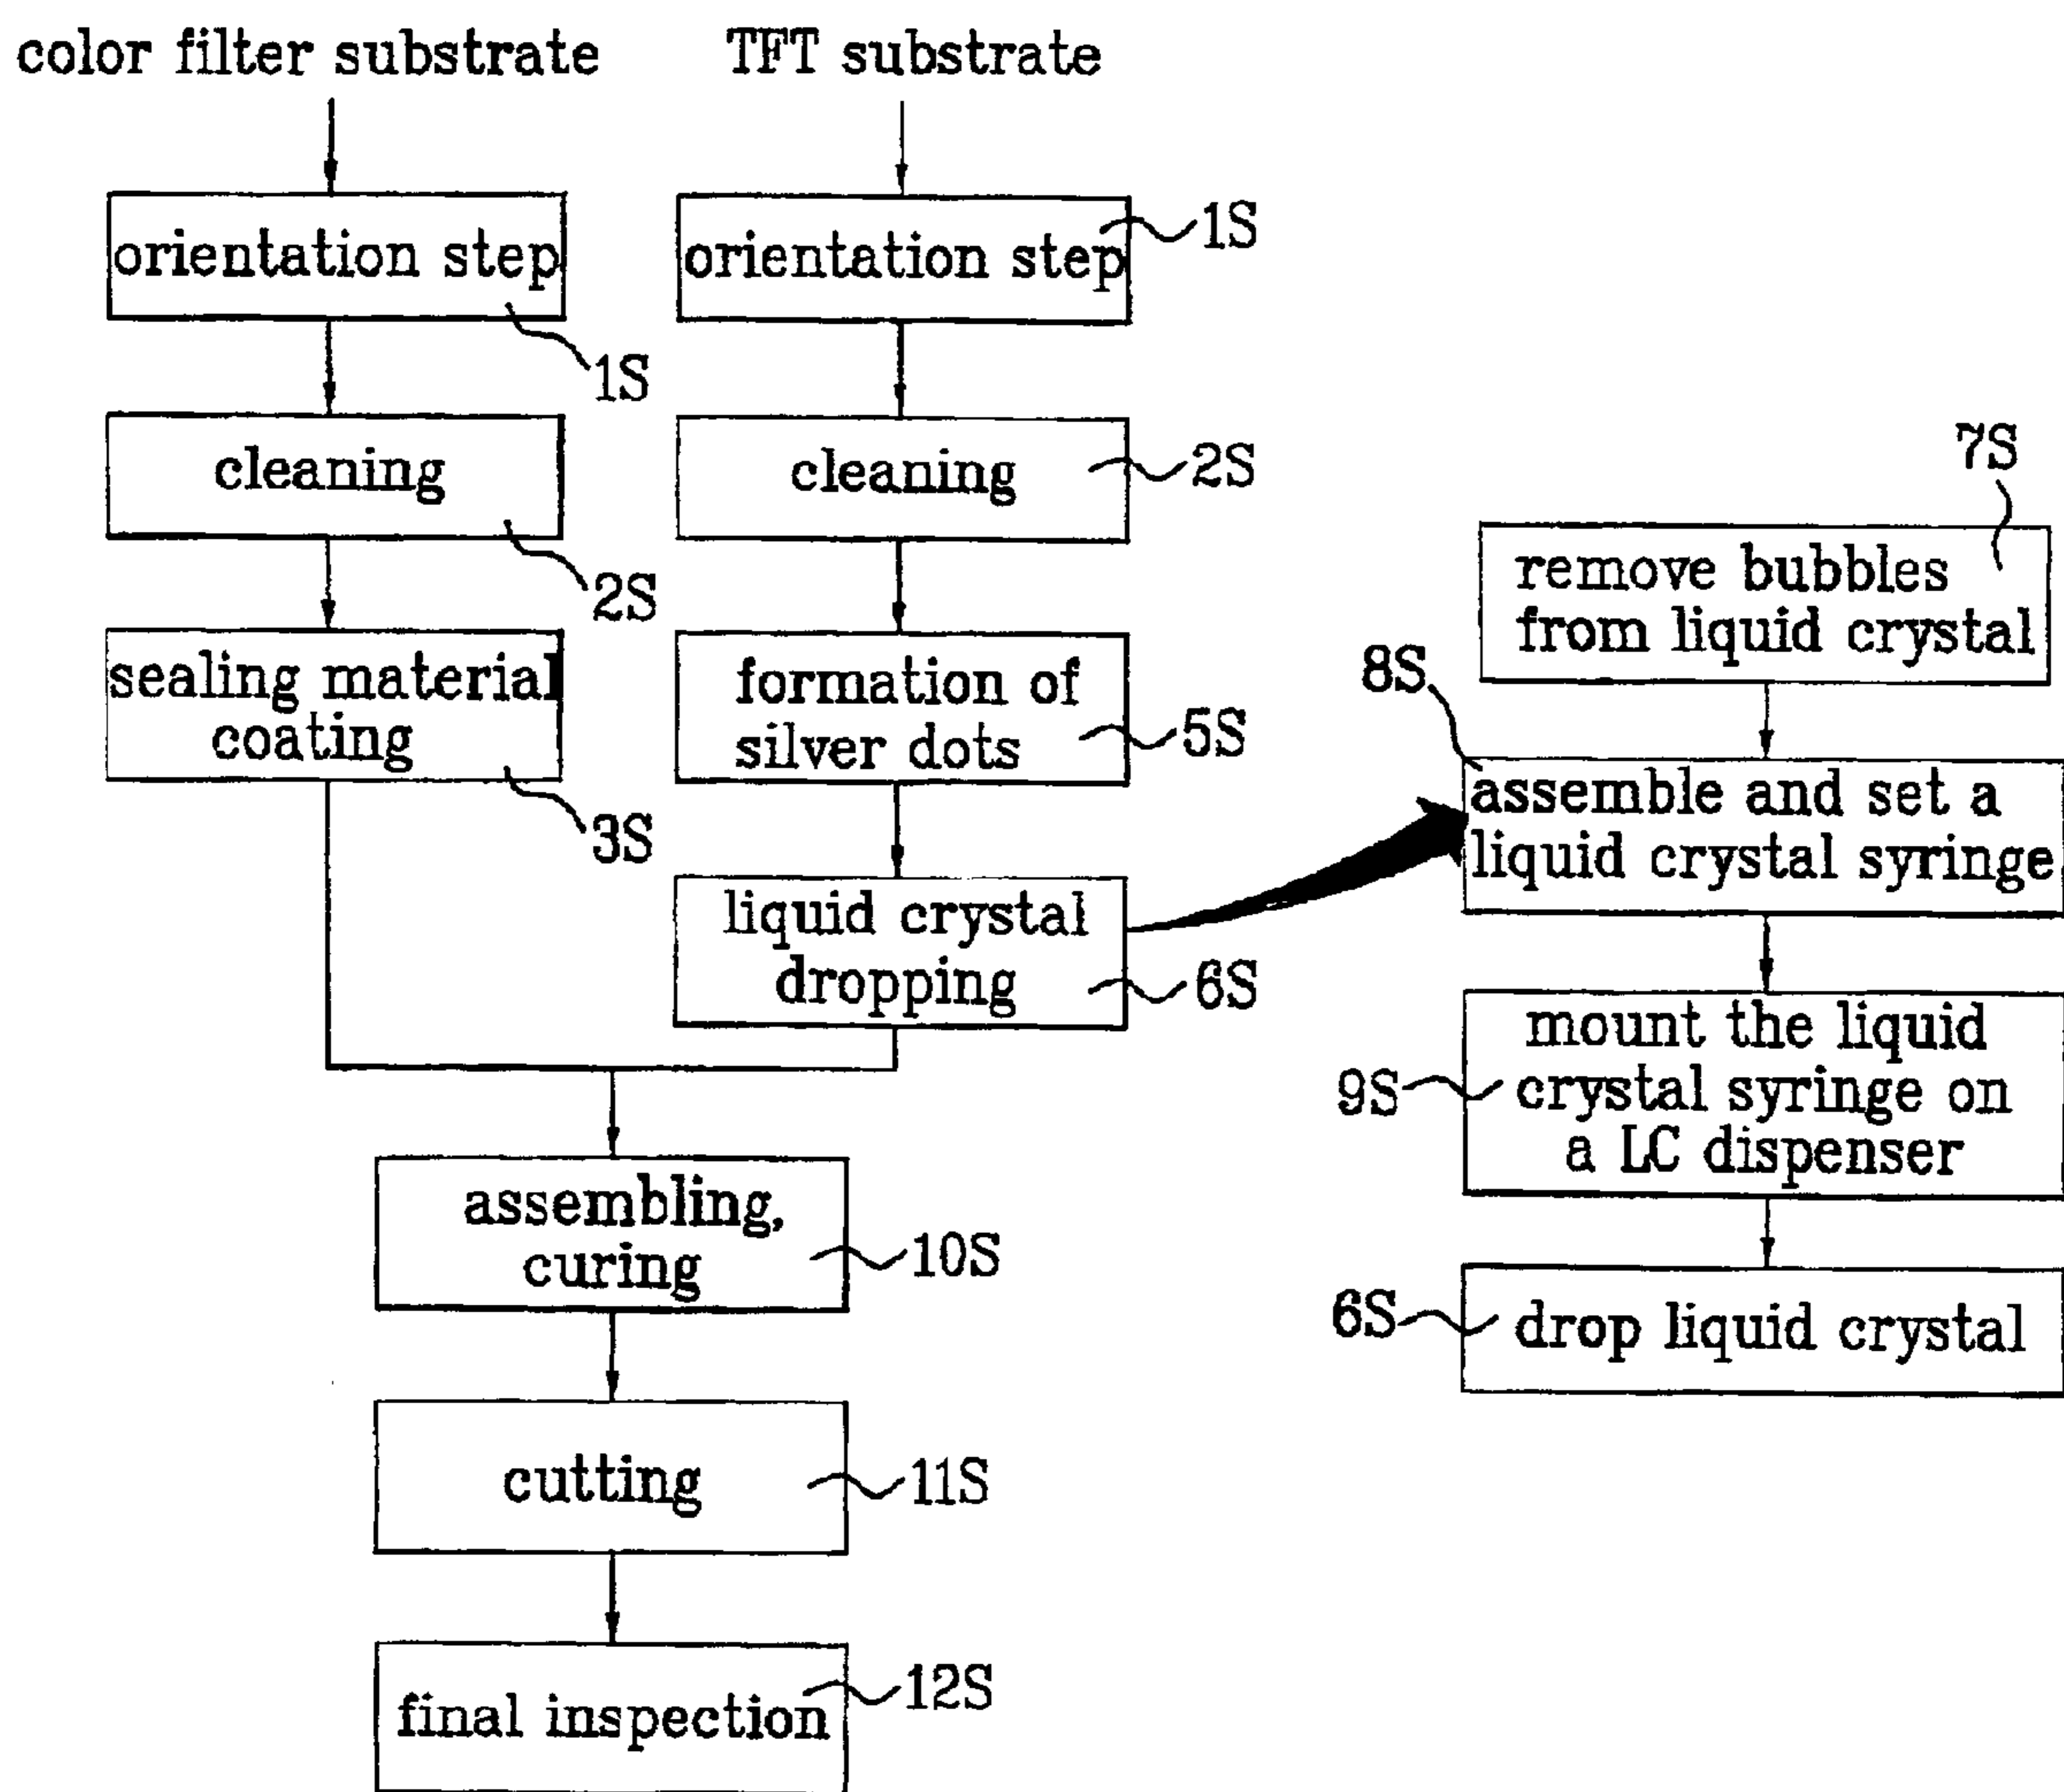 color filter substrate
TFT substrate
orientation step
1S
cleaning
2S
sealing material
coating
3S
orientation step
1S
cleaning
2S
formation of
silver dots
5S
liquid crystal
dropping
6S
assembling,
curing
10S
cutting
11S
final inspection
12S
7S
remove bubbles
from liquid crystal
8S
assemble and set a
liquid crystal syringe
9S
mount the liquid
crystal syringe on
a LC dispenser
6S
drop liquid crystal